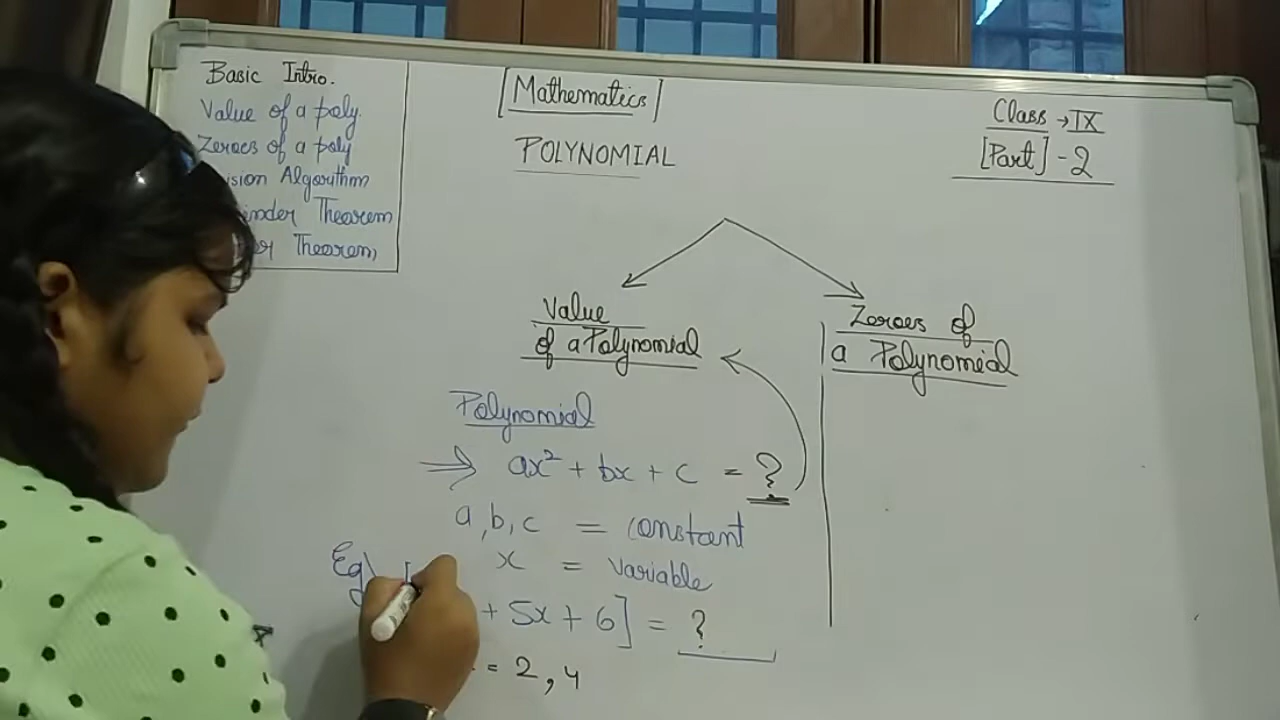 Basic Intro.
Value of a poly.
Zeroes of a poly
Algorithm
Theorem
Theorem,
[Mathematics]
POLYNOMIAL
Class → IX
[Part] - 2
Value
of a Polynomial
Zeroes of
a Polynomial
Polynomial
⇒ ax² + bx + c = ?
a, b, c = constant
x = variable
Eg)
+ 5x + 6] = ?
= 2, 4